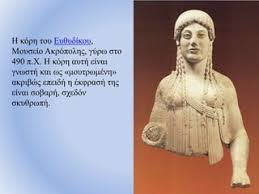 Η κόρη του Ευθυδίκου,
Μουσείο Ακρόπολης, γύρω στο
490 π.Χ. Η κόρη αυτή είναι
γνωστή και ως «μουτρωμένη»
ακριβώς επειδή η έκφρασή της
είναι σοβαρή, σχεδόν
σκυθρωπή.